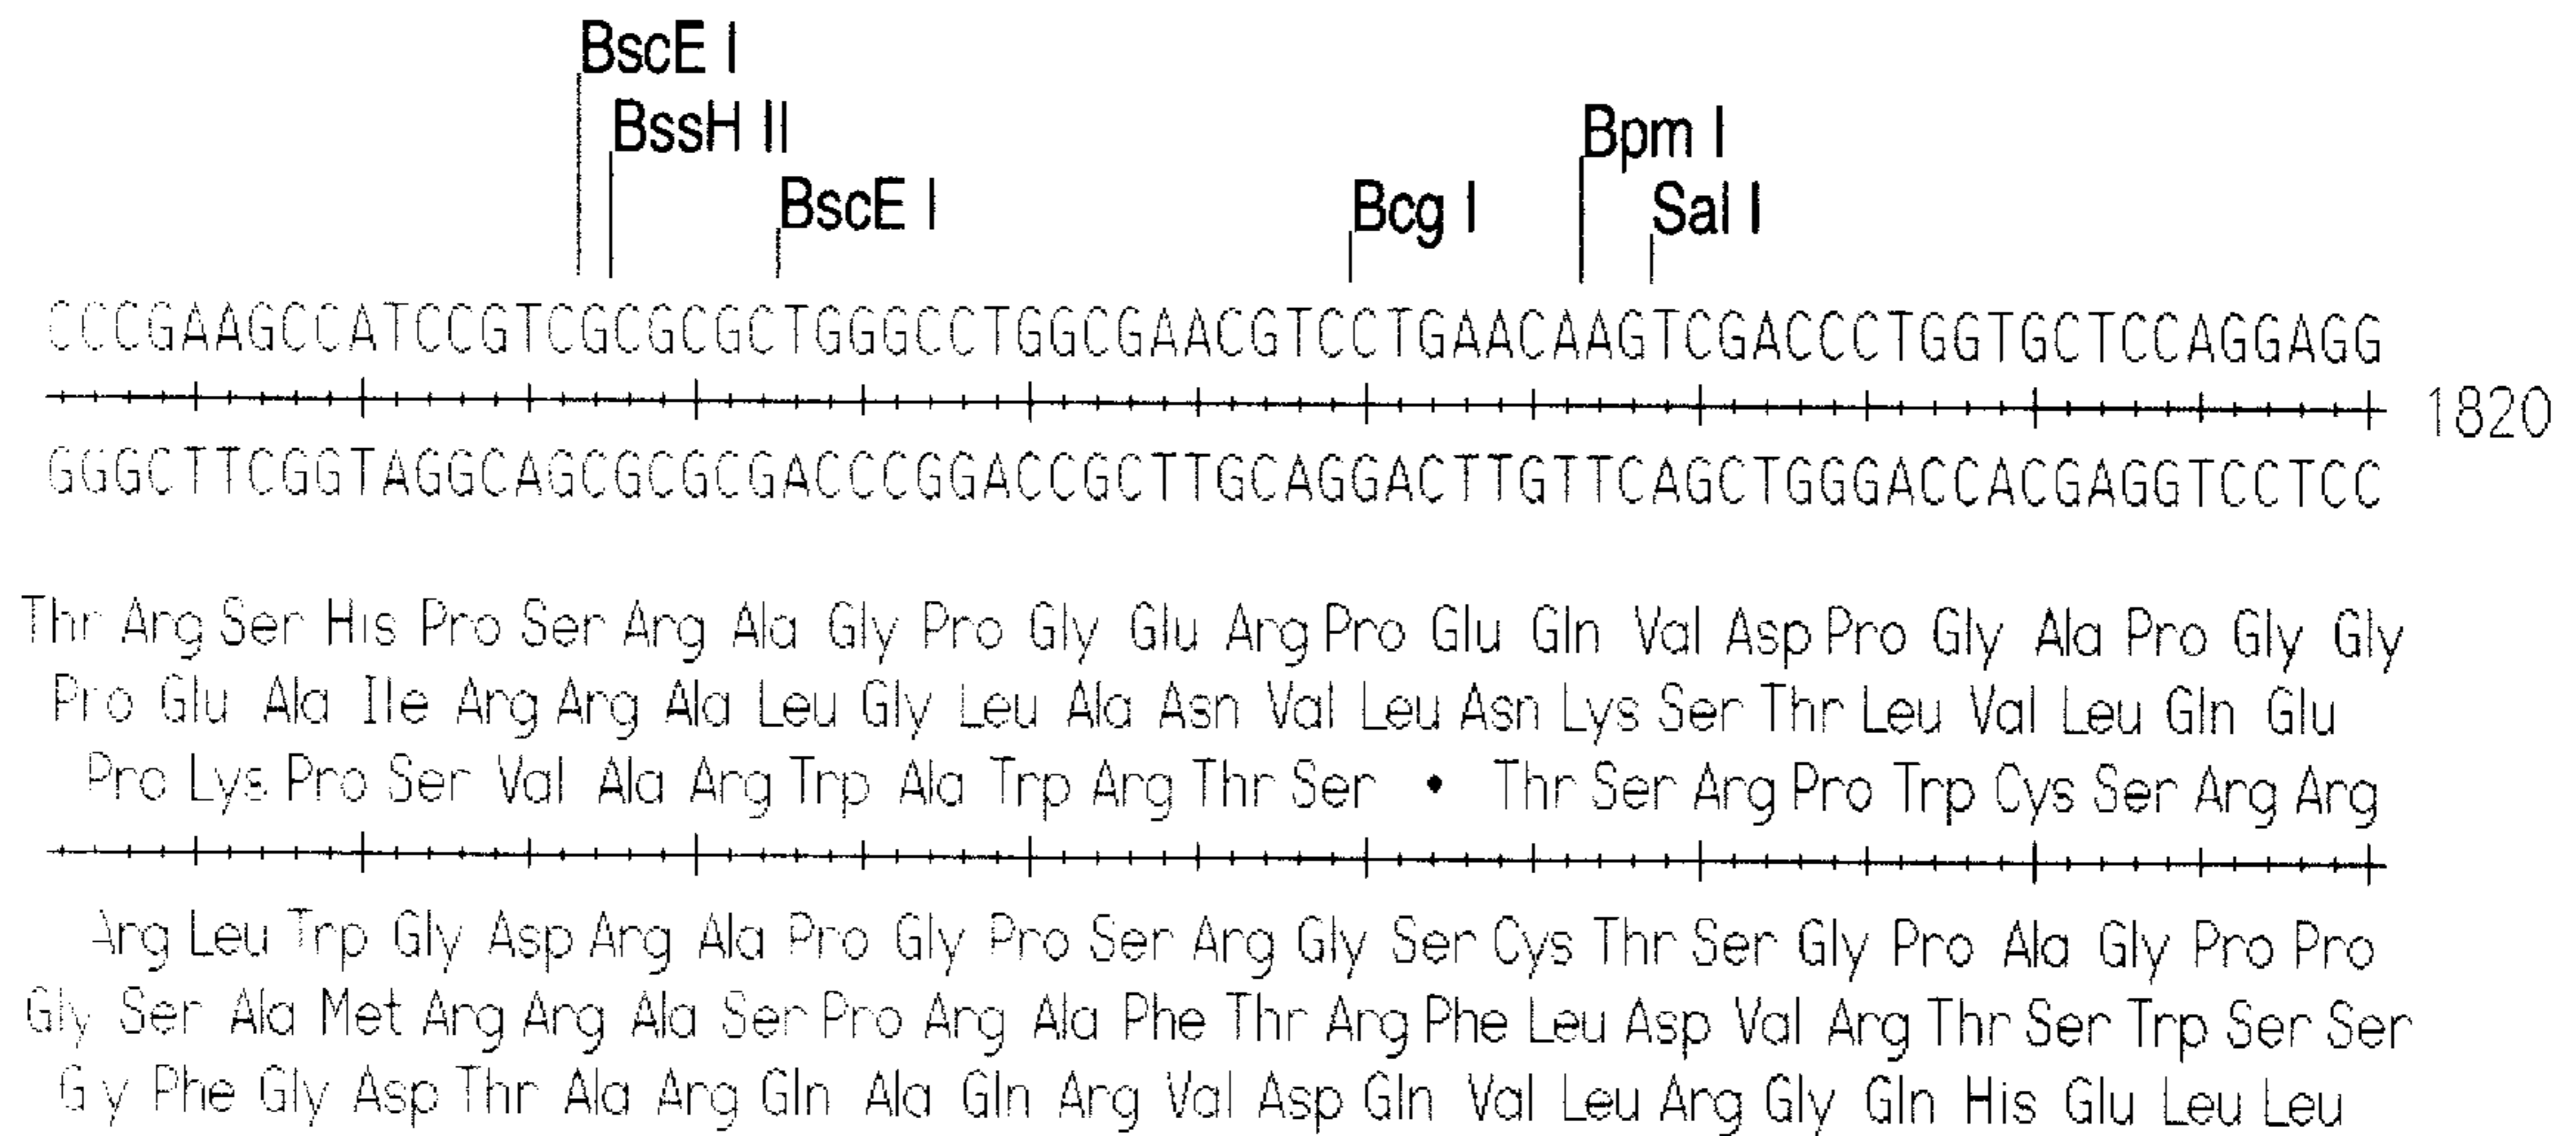 BscE I
BssH II
Bpm I
BscE I
Bcg I
Sal I
CCCGAAGCCATCCGTCGCGCGCTGGGCCTGGCGAACGTCCTGAACAAGTCGACCCTGGTGCTCCAGGAGG
1820
GGGCTTCGGTAGGCAGCGCGCGACCCGGACCGCTTGCAGGACTTGTTCAGCTGGGACCACGAGGTCCTCC
Thr Arg Ser His Pro Ser Arg Ala Gly Pro Gly Glu Arg Pro Glu Gln Val Asp Pro Gly Ala Pro Gly Gly
Pro Glu Ala Ile Arg Arg Ala Leu Gly Leu Ala Asn Val Leu Asn Lys Ser Thr Leu Val Leu Gln Glu
Pro Lys Pro Ser Val Ala Arg Trp Ala Trp Arg Thr Ser • Thr Ser Arg Pro Trp Cys Ser Arg Arg
Arg Leu Trp Gly Asp Arg Ala Pro Gly Pro Ser Arg Gly Ser Cys Thr Ser Gly Pro Ala Gly Pro Pro
Gly Ser Ala Met Arg Arg Ala Ser Pro Arg Ala Phe Thr Arg Phe Leu Asp Val Arg Thr Ser Trp Ser Ser
G y Phe Gly Asp Thr Ala Arg Gln Ala Gln Arg Val Asp Gln Val Leu Arg Gly Gln His Glu Leu Leu